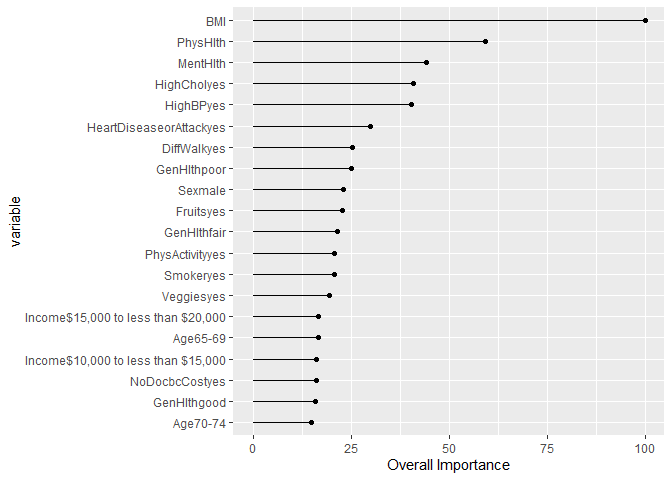 BMI
PhysHlth
MentHlth
HighCholyes
HighBPyes
HeartDiseaseorAttackyes
DiffWalkyes
GenHlthpoor
Sexmale
Fruitsyes
GenHlthfair
PhysActivityyes
Smokeryes
Veggiesyes
Income$15,000 to less than $20,000
Age65-69
Income$10,000 to less than $15,000
NoDocbcCostyes
GenHlthgood
Age70-74
variable
0 25 50 75 100
Overall Importance